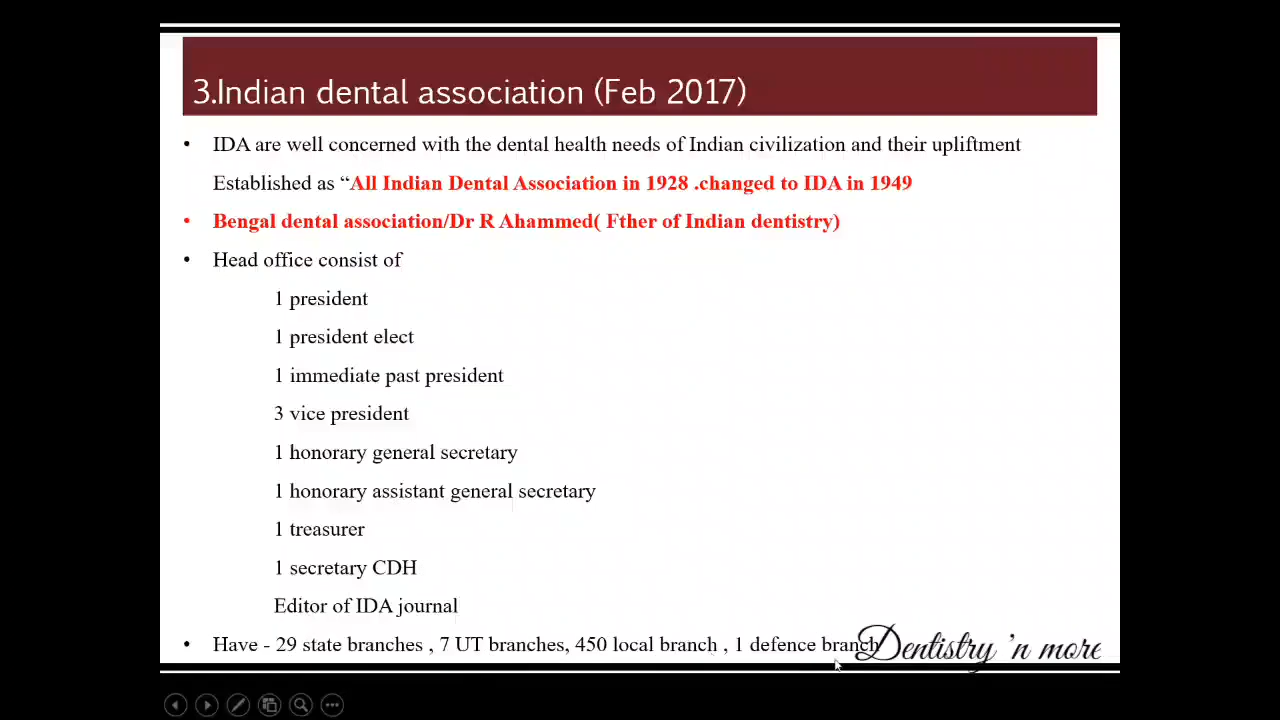 3.Indian dental association (Feb 2017)
• IDA are well concerned with the dental health needs of Indian civilization and their upliftment
Established as “All Indian Dental Association in 1928 .changed to IDA in 1949
• Bengal dental association/Dr R Ahammed( Fther of Indian dentistry)
• Head office consist of
1 president
1 president elect
1 immediate past president
3 vice president
1 honorary general secretary
1 honorary assistant general secretary
1 treasurer
1 secretary CDH
Editor of IDA journal
• Have - 29 state branches , 7 UT branches, 450 local branch , 1 defence branch
Dentistry 'n more